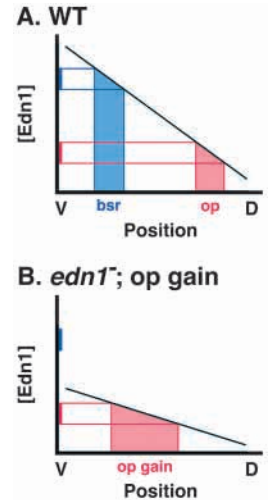 A. WT
[Edn1]
V bsr op D
Position
B. edn1⁻; op gain
[Edn1]
V op gain D
Position